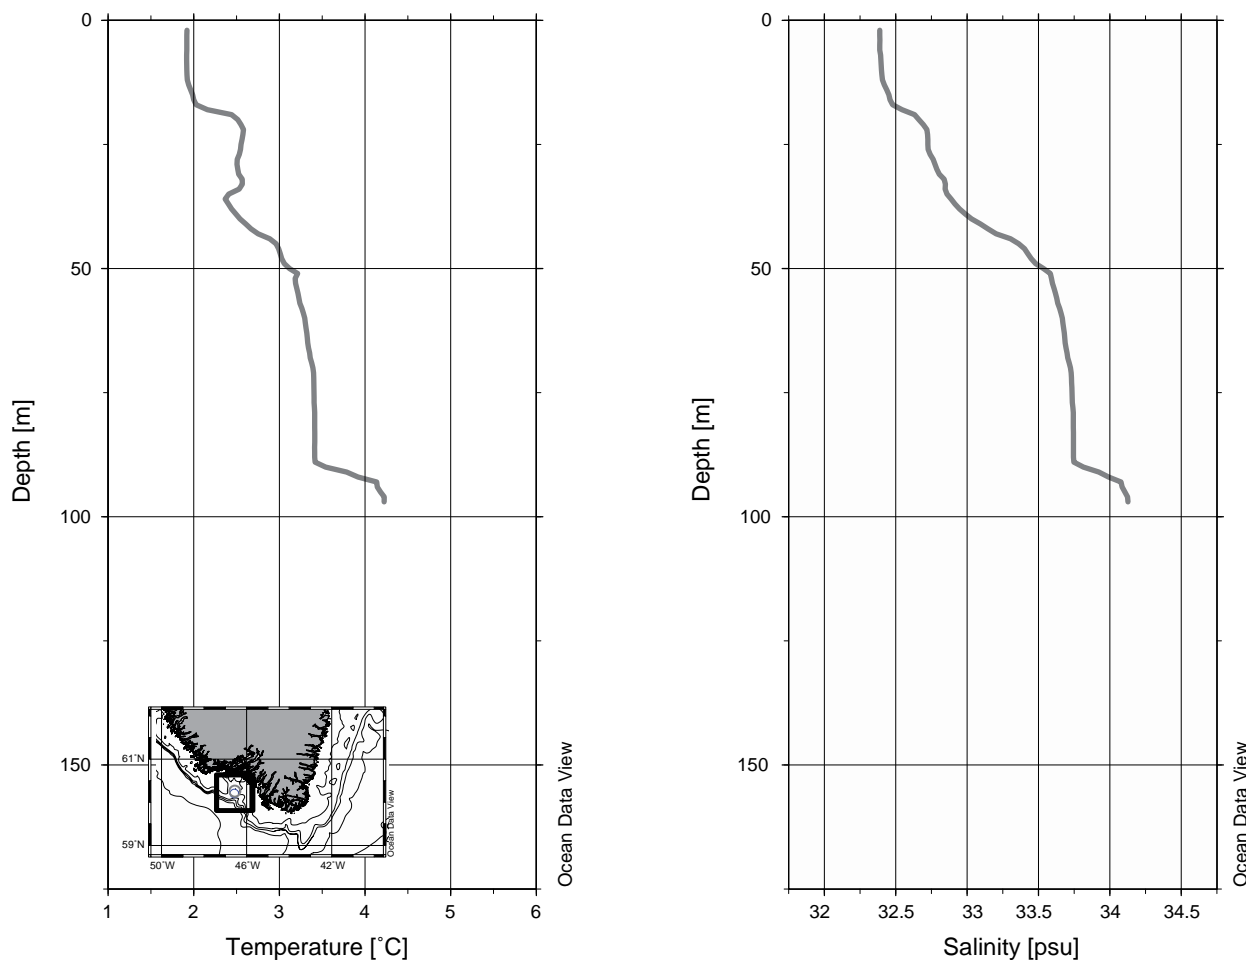 0
50
100
150
Depth [m]
1 2 3 4 5 6
Temperature [˚C]
Ocean Data View
61˚N
59˚N
50˚W 46˚W 42˚W
Ocean Data View
0
50
100
150
Depth [m]
32 32.5 33 33.5 34 34.5
Salinity [psu]
Ocean Data View